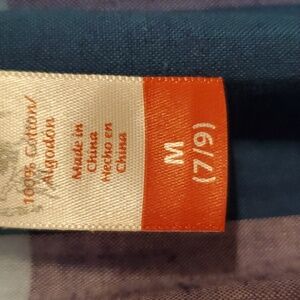 100% Cotton/
Algodon
Made in
China
Hecho en
China
M
(7/9)